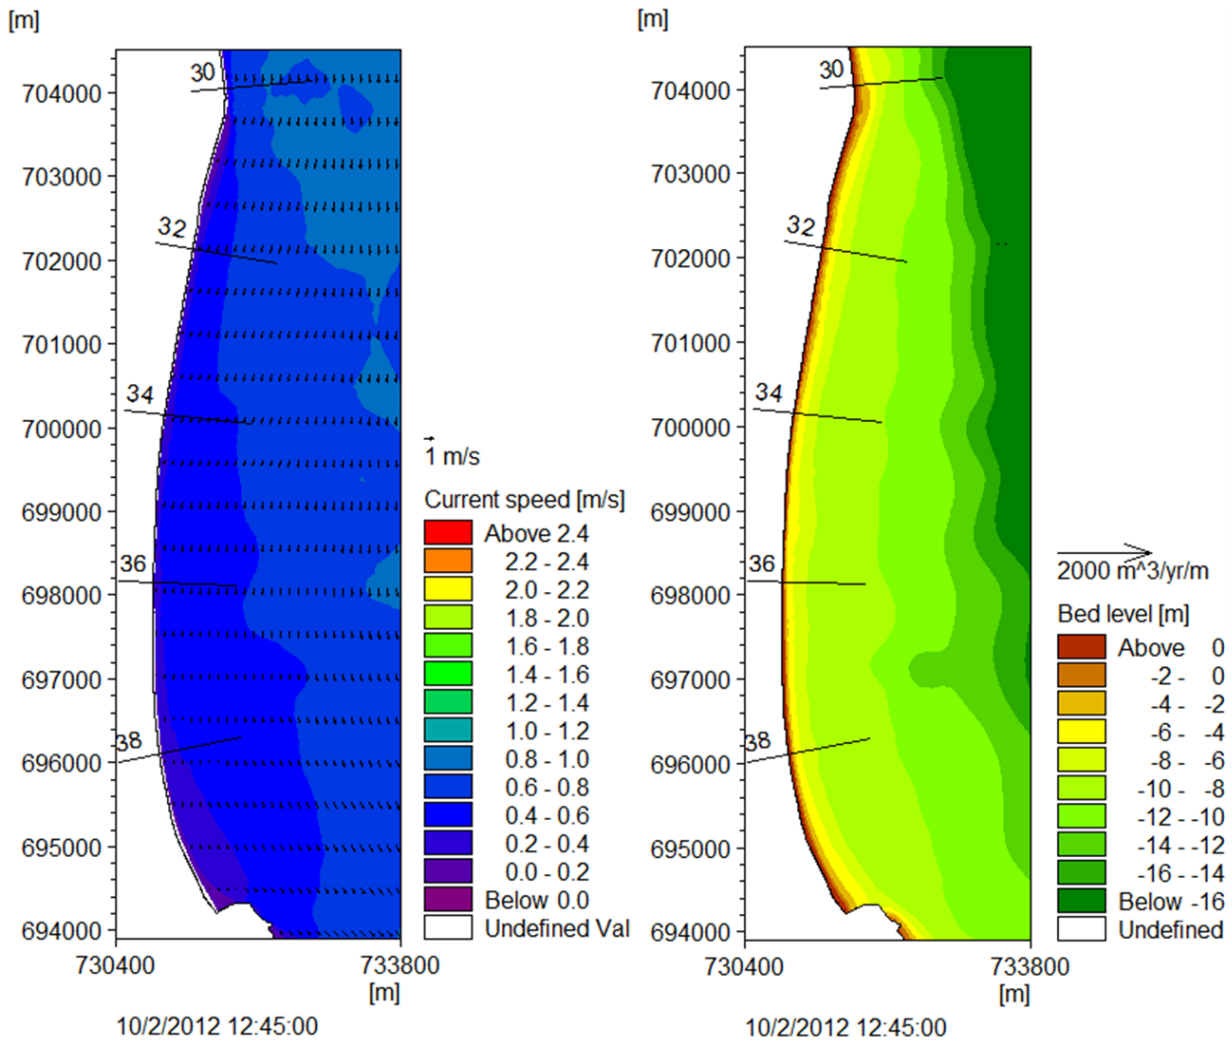 [m]
30
704000
703000
32
702000
701000
34
700000
699000
36
698000
697000
38
696000
695000
694000
730400
733800
[m]
10/2/2012 12:45:00
1 m/s
Current speed [m/s]
Above 2.4
2.2 - 2.4
2.0 - 2.2
1.8 - 2.0
1.6 - 1.8
1.4 - 1.6
1.2 - 1.4
1.0 - 1.2
0.8 - 1.0
0.6 - 0.8
0.4 - 0.6
0.2 - 0.4
0.0 - 0.2
Below 0.0
Undefined Val
[m]
30
704000
703000
32
702000
701000
34
700000
699000
36
698000
697000
38
696000
695000
694000
730400
733800
[m]
10/2/2012 12:45:00
2000 m^3/yr/m
Bed level [m]
Above 0
-2 - 0
-4 - -2
-6 - -4
-8 - -6
-10 - -8
-12 - -10
-14 - -12
-16 - -14
Below -16
Undefined